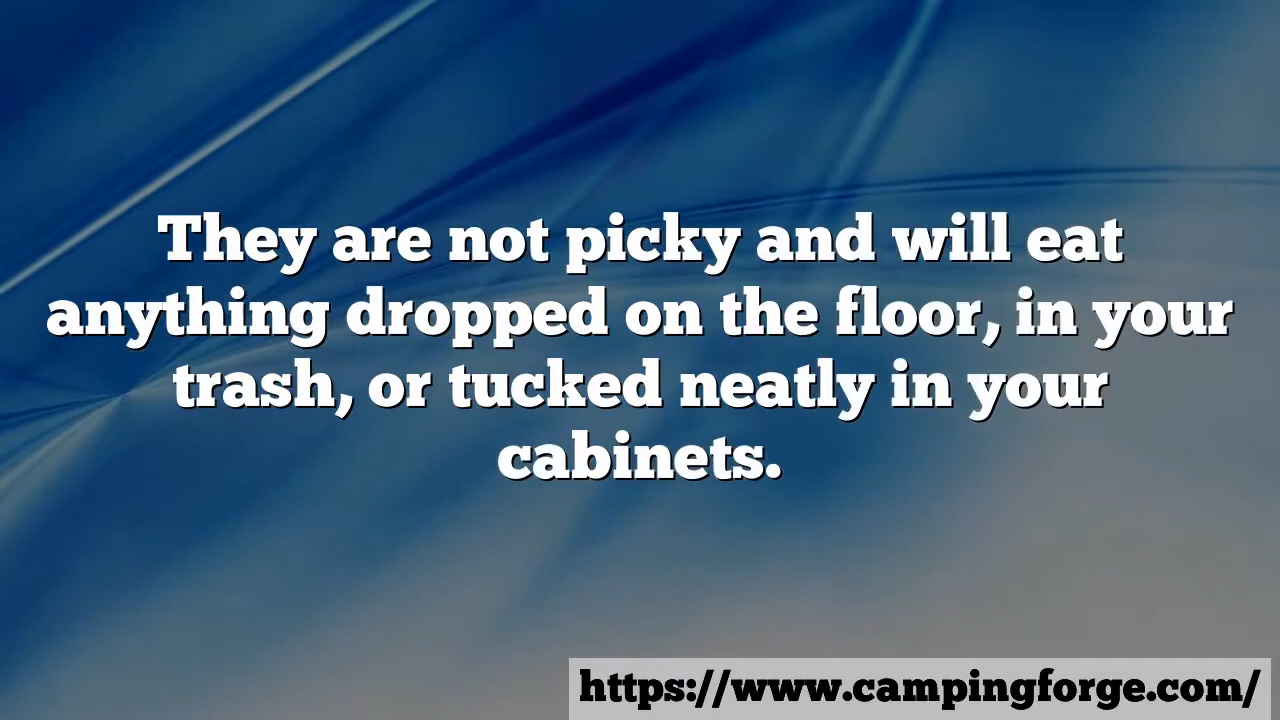 They are not picky and will eat
anything dropped on the floor, in your
trash, or tucked neatly in your
cabinets.
https://www.campingforge.com/